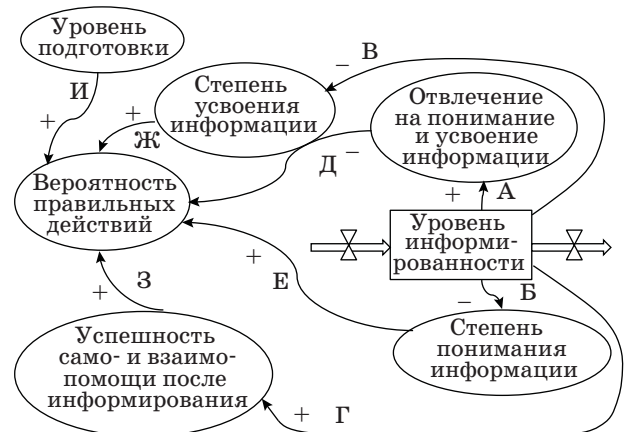 Уровень
подготовки
И
+
Степень
усвоения
информации
+
Ж
− В
Отвлечение
на понимание
и усвоение
информации
Д −
+ А
Вероятность
правильных
действий
Уровень
информи-
рованности
+
Е
− Б
+ З
Степень
понимания
информации
Успешность
само- и взаимо-
помощи после
информирования
+ Г